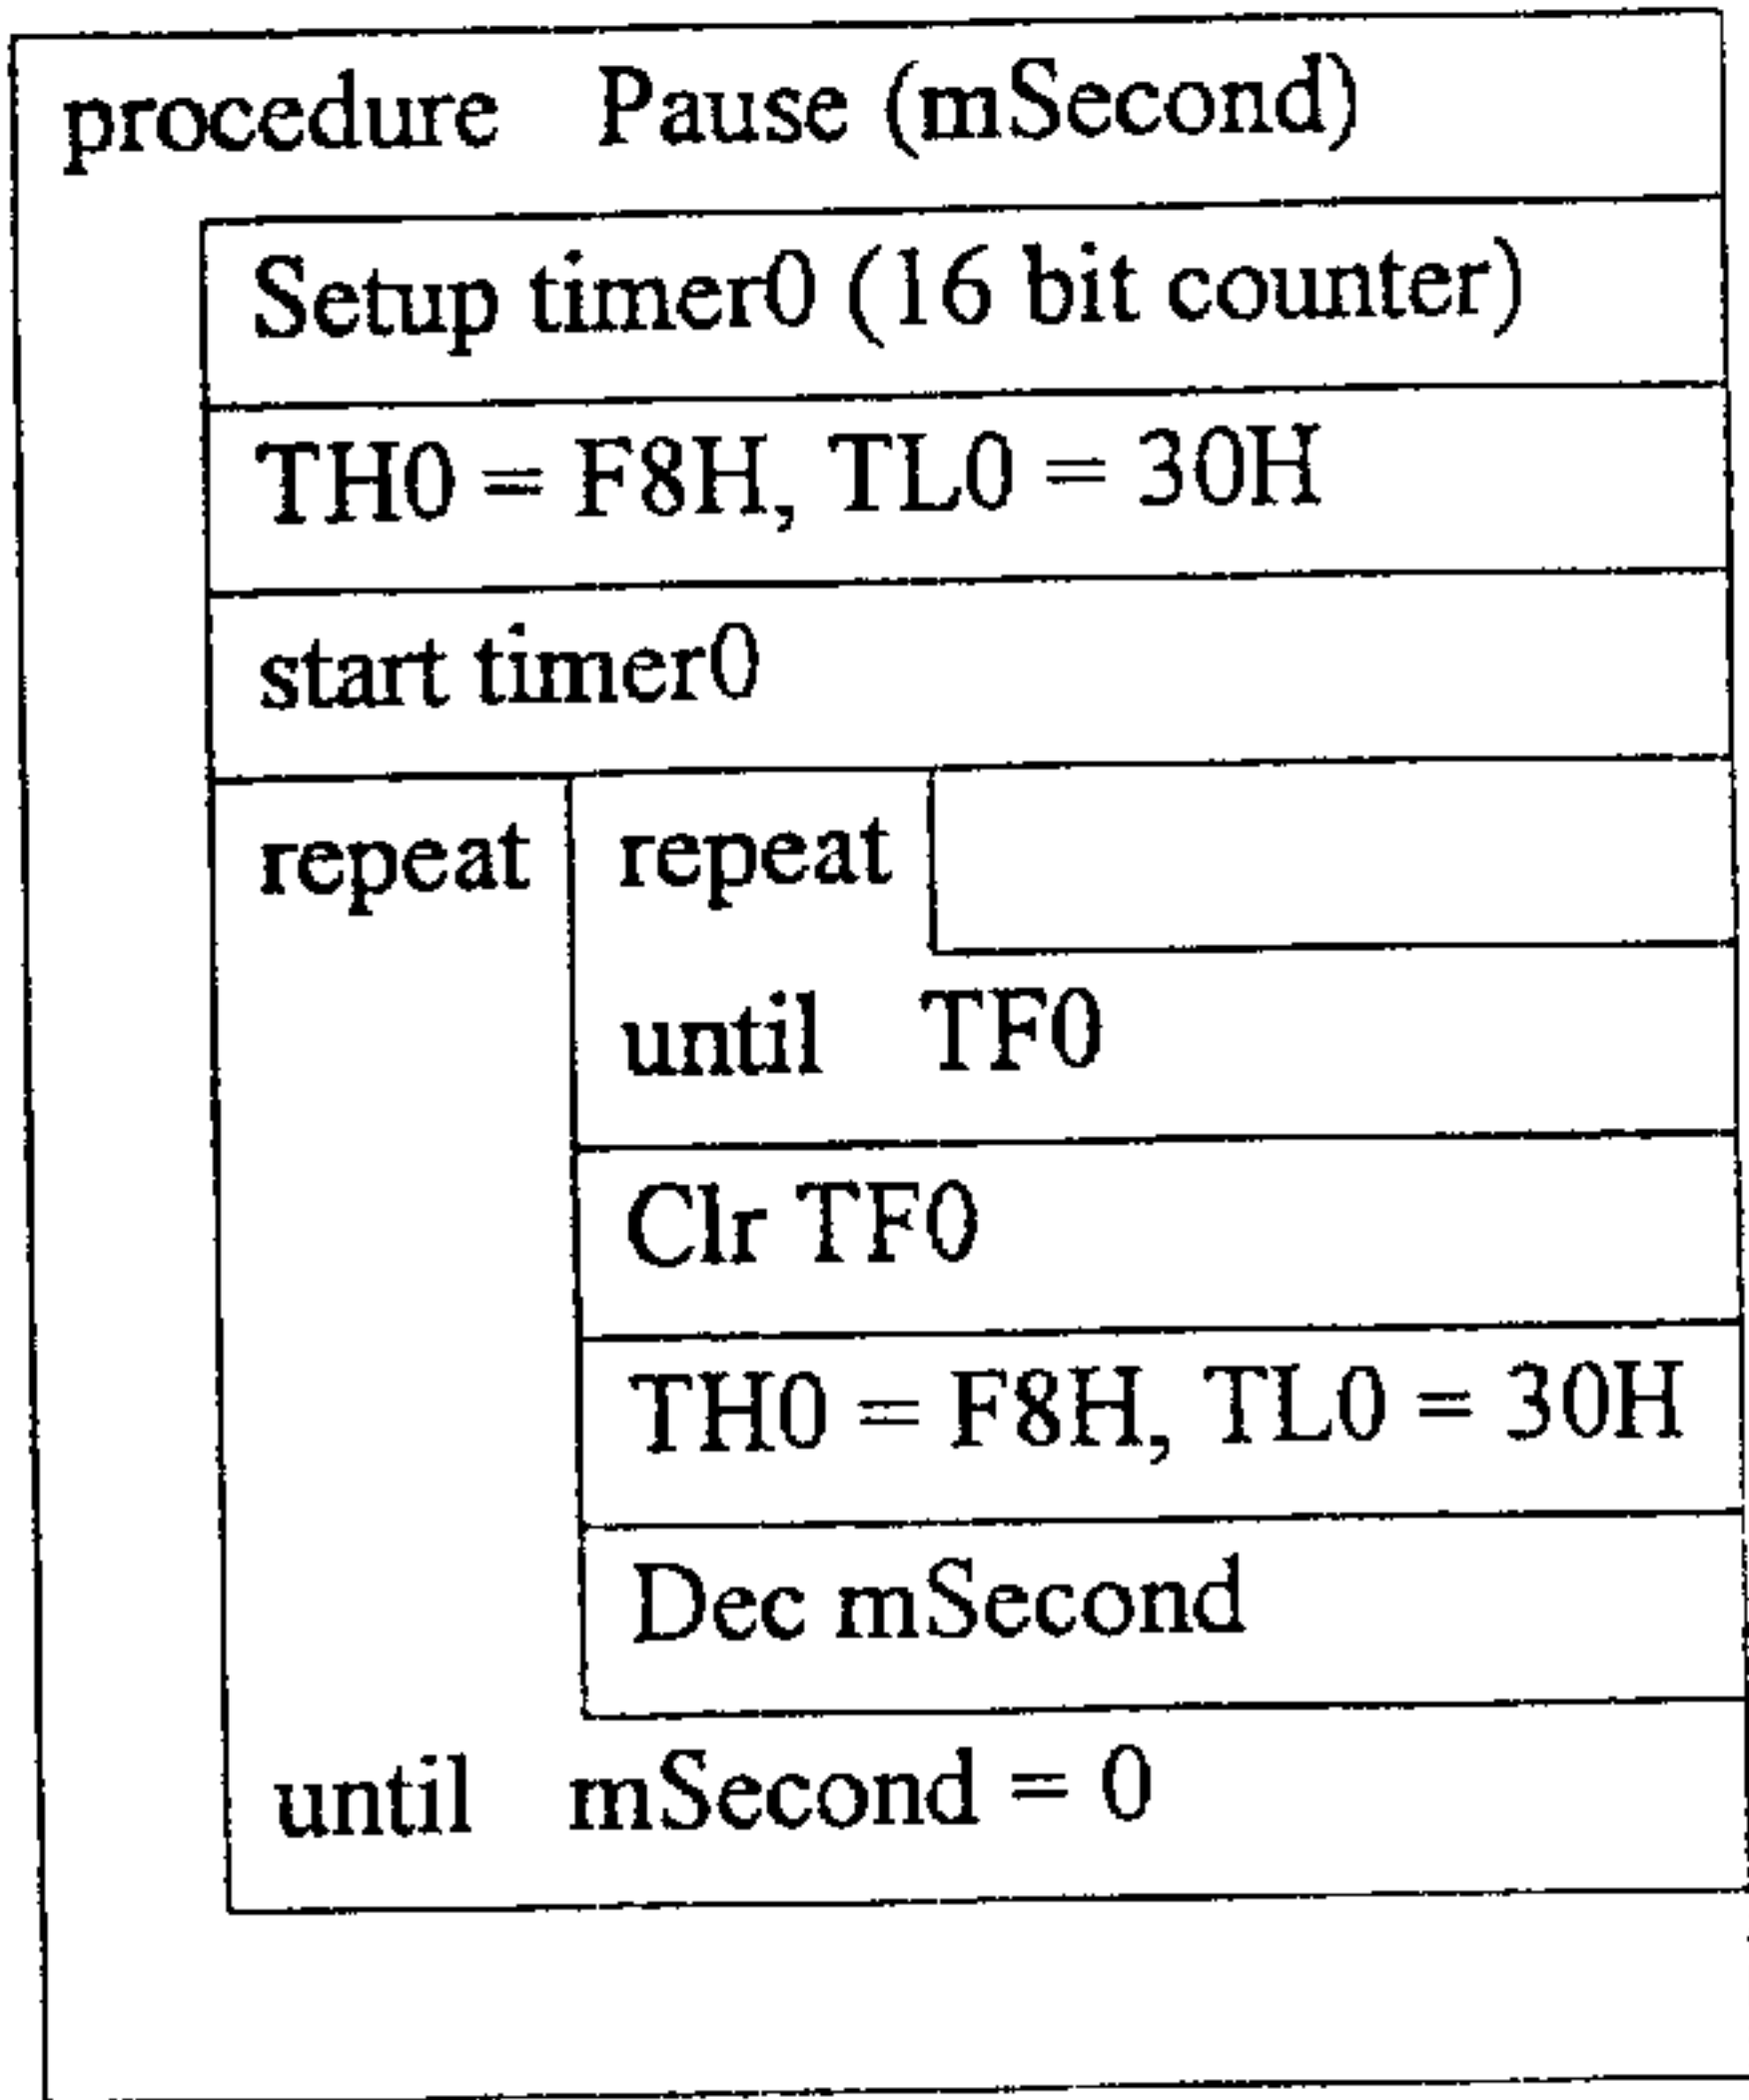 procedure Pause (mSecond)
Setup timer0 (16 bit counter)
TH0 = F8H, TL0 = 30H
start timer0
repeat repeat
until TF0
Clr TF0
TH0 = F8H, TL0 = 30H
Dec mSecond
until mSecond = 0